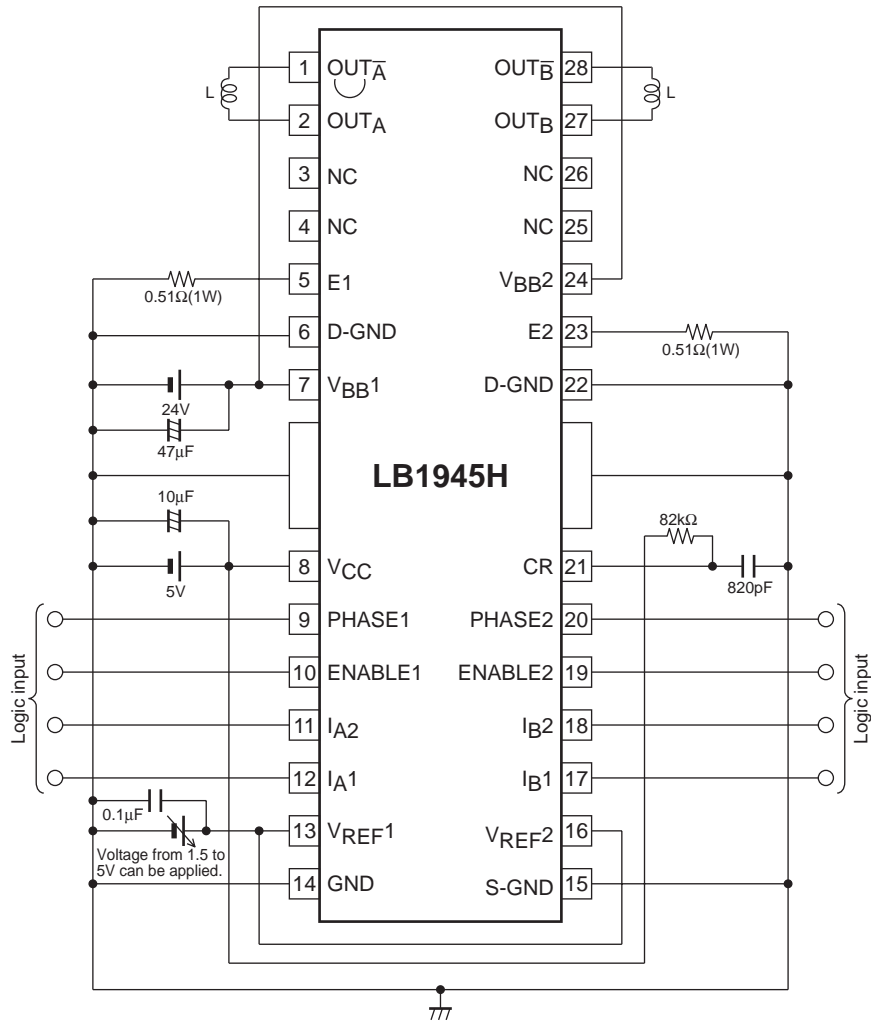 1 OUTA̅ OUTB̅ 28
L L
2 OUTA OUTB 27
3 NC NC 26
4 NC NC 25
5 E1 VBB2 24
0.51Ω(1W)
6 D-GND E2 23
0.51Ω(1W)
7 VBB1 D-GND 22
24V
47μF
LB1945H
10μF
82kΩ
8 VCC CR 21
5V 820pF
9 PHASE1 PHASE2 20
10 ENABLE1 ENABLE2 19
Logic input Logic input
11 IA2 IB2 18
12 IA1 IB1 17
0.1μF
13 VREF1 VREF2 16
Voltage from 1.5 to
5V can be applied.
14 GND S-GND 15